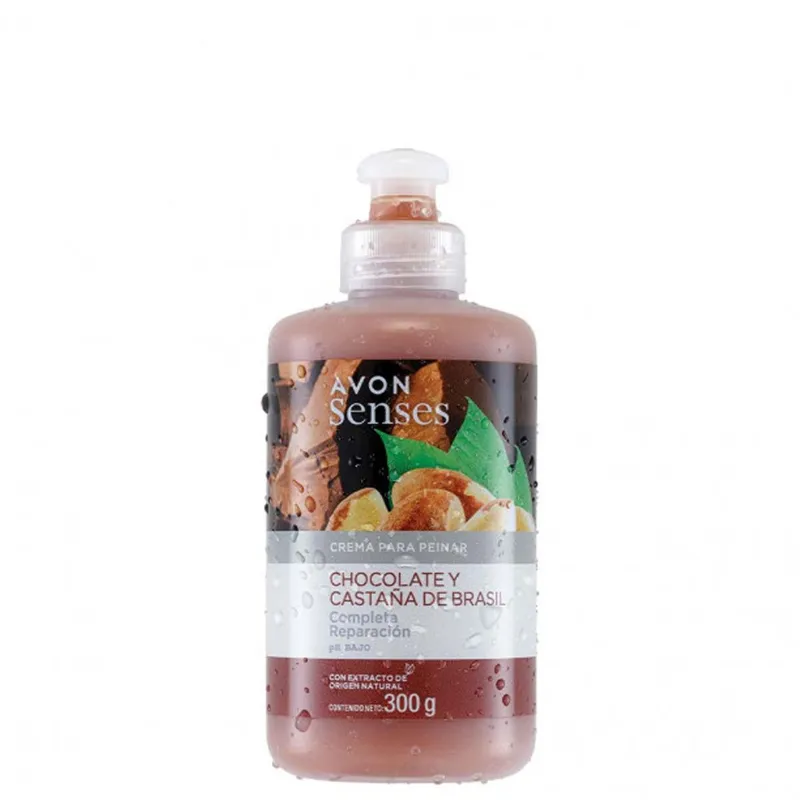 AVON
Senses
CREMA PARA PEINAR
CHOCOLATE Y
CASTAÑA DE BRASIL
Completa
Reparación
pH BAJO
CON EXTRACTO DE
ORIGEN NATURAL
CONTENIDO NETO: 300 g